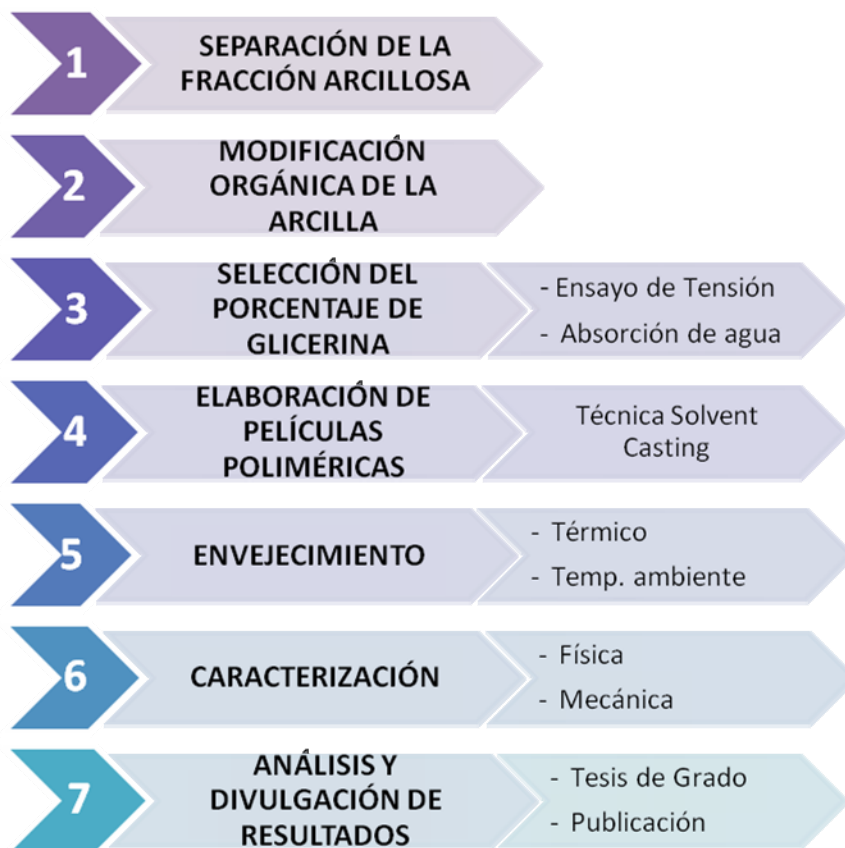 1
SEPARACIÓN DE LA
FRACCIÓN ARCILLOSA
2
MODIFICACIÓN
ORGÁNICA DE LA
ARCILLA
3
SELECCIÓN DEL
PORCENTAJE DE
GLICERINA
- Ensayo de Tensión
- Absorción de agua
4
ELABORACIÓN DE
PELÍCULAS
POLIMÉRICAS
Técnica Solvent
Casting
5
ENVEJECIMIENTO
- Térmico
- Temp. ambiente
6
CARACTERIZACIÓN
- Física
- Mecánica
7
ANÁLISIS Y
DIVULGACIÓN DE
RESULTADOS
- Tesis de Grado
- Publicación